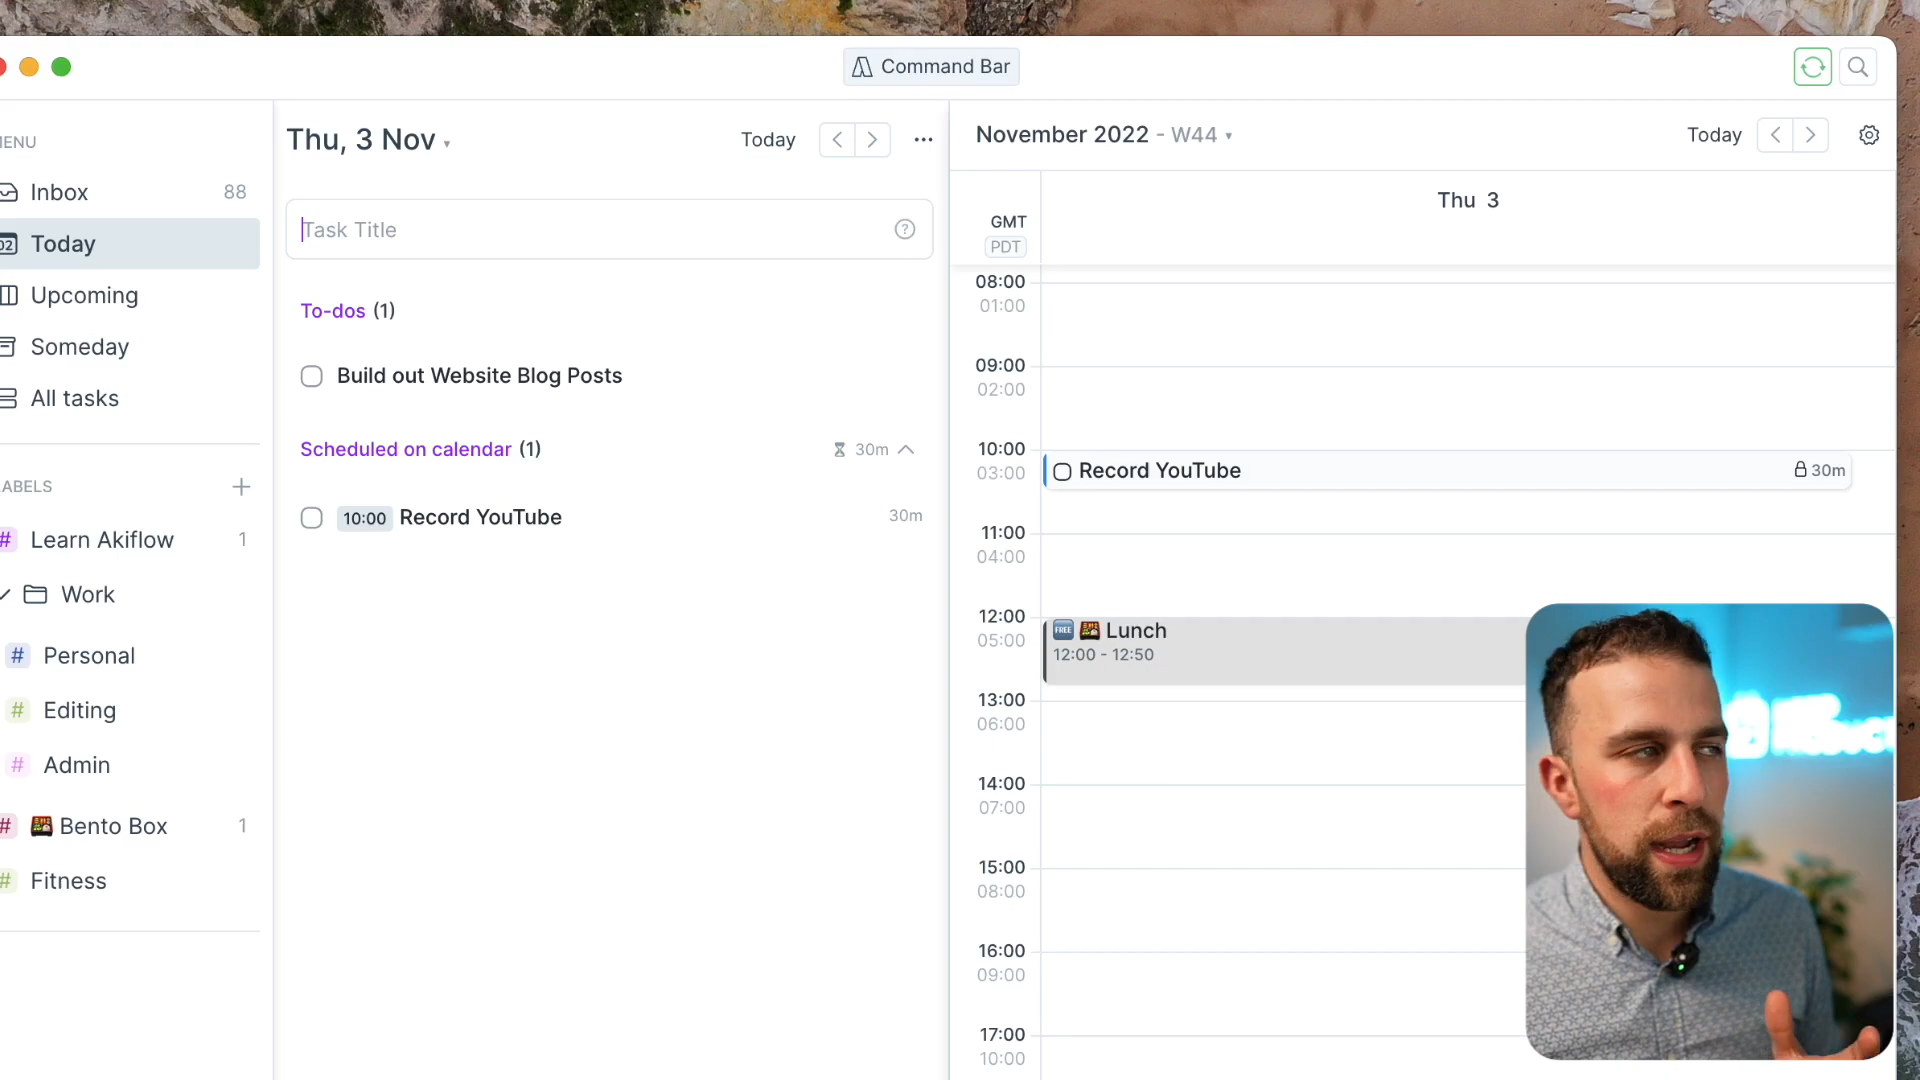 Command Bar
ENU
Inbox 88
02 Today
Upcoming
Someday
All tasks
ABELS
# Learn Akiflow 1
Work
# Personal
# Editing
# Admin
# Bento Box 1
# Fitness
Thu, 3 Nov
Today
Task Title
?
To-dos (1)
Build out Website Blog Posts
Scheduled on calendar (1) 30m
10:00 Record YouTube 30m
November 2022 - W44
Today
Thu 3
GMT
PDT
08:00
01:00
09:00
02:00
10:00
03:00
Record YouTube 30m
11:00
04:00
12:00
05:00
FREE Lunch
12:00 - 12:50
13:00
06:00
14:00
07:00
15:00
08:00
16:00
09:00
17:00
10:00